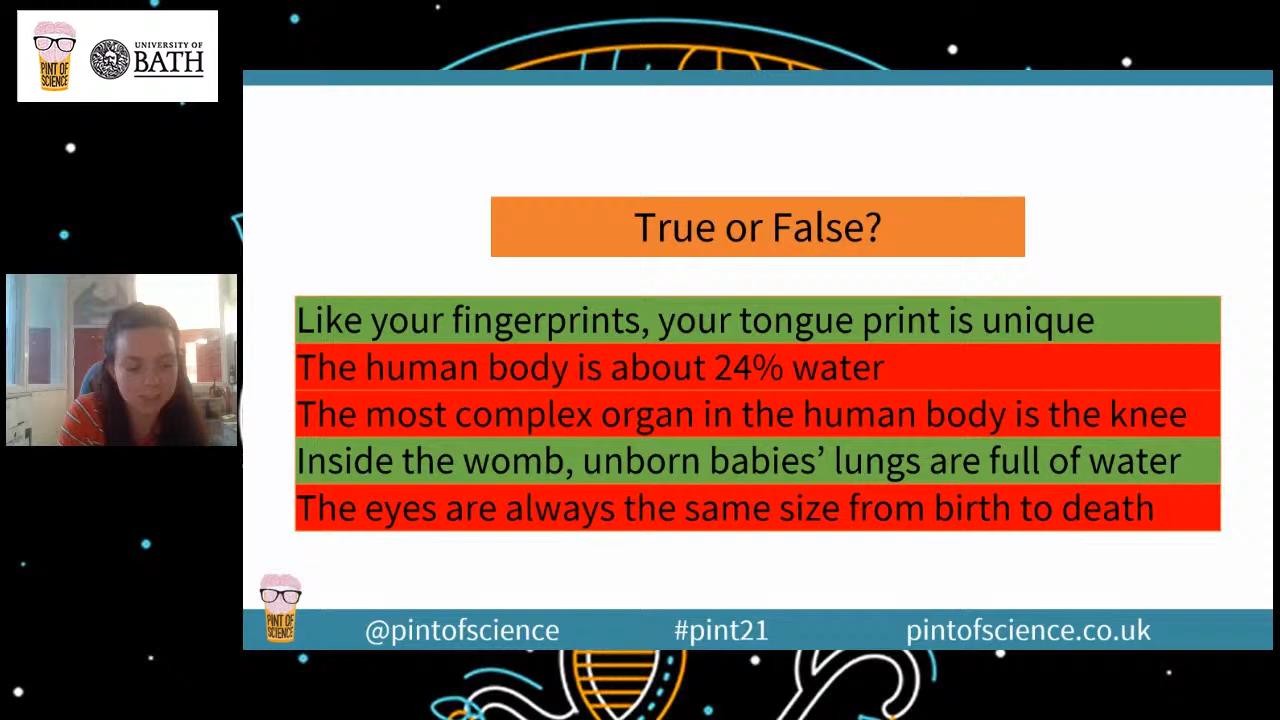 PINT OF
SCIENCE
UNIVERSITY OF
BATH
True or False?
Like your fingerprints, your tongue print is unique
The human body is about 24% water
The most complex organ in the human body is the knee
Inside the womb, unborn babies’ lungs are full of water
The eyes are always the same size from birth to death
PINT OF
SCIENCE
@pintofscience
#pint21
pintofscience.co.uk